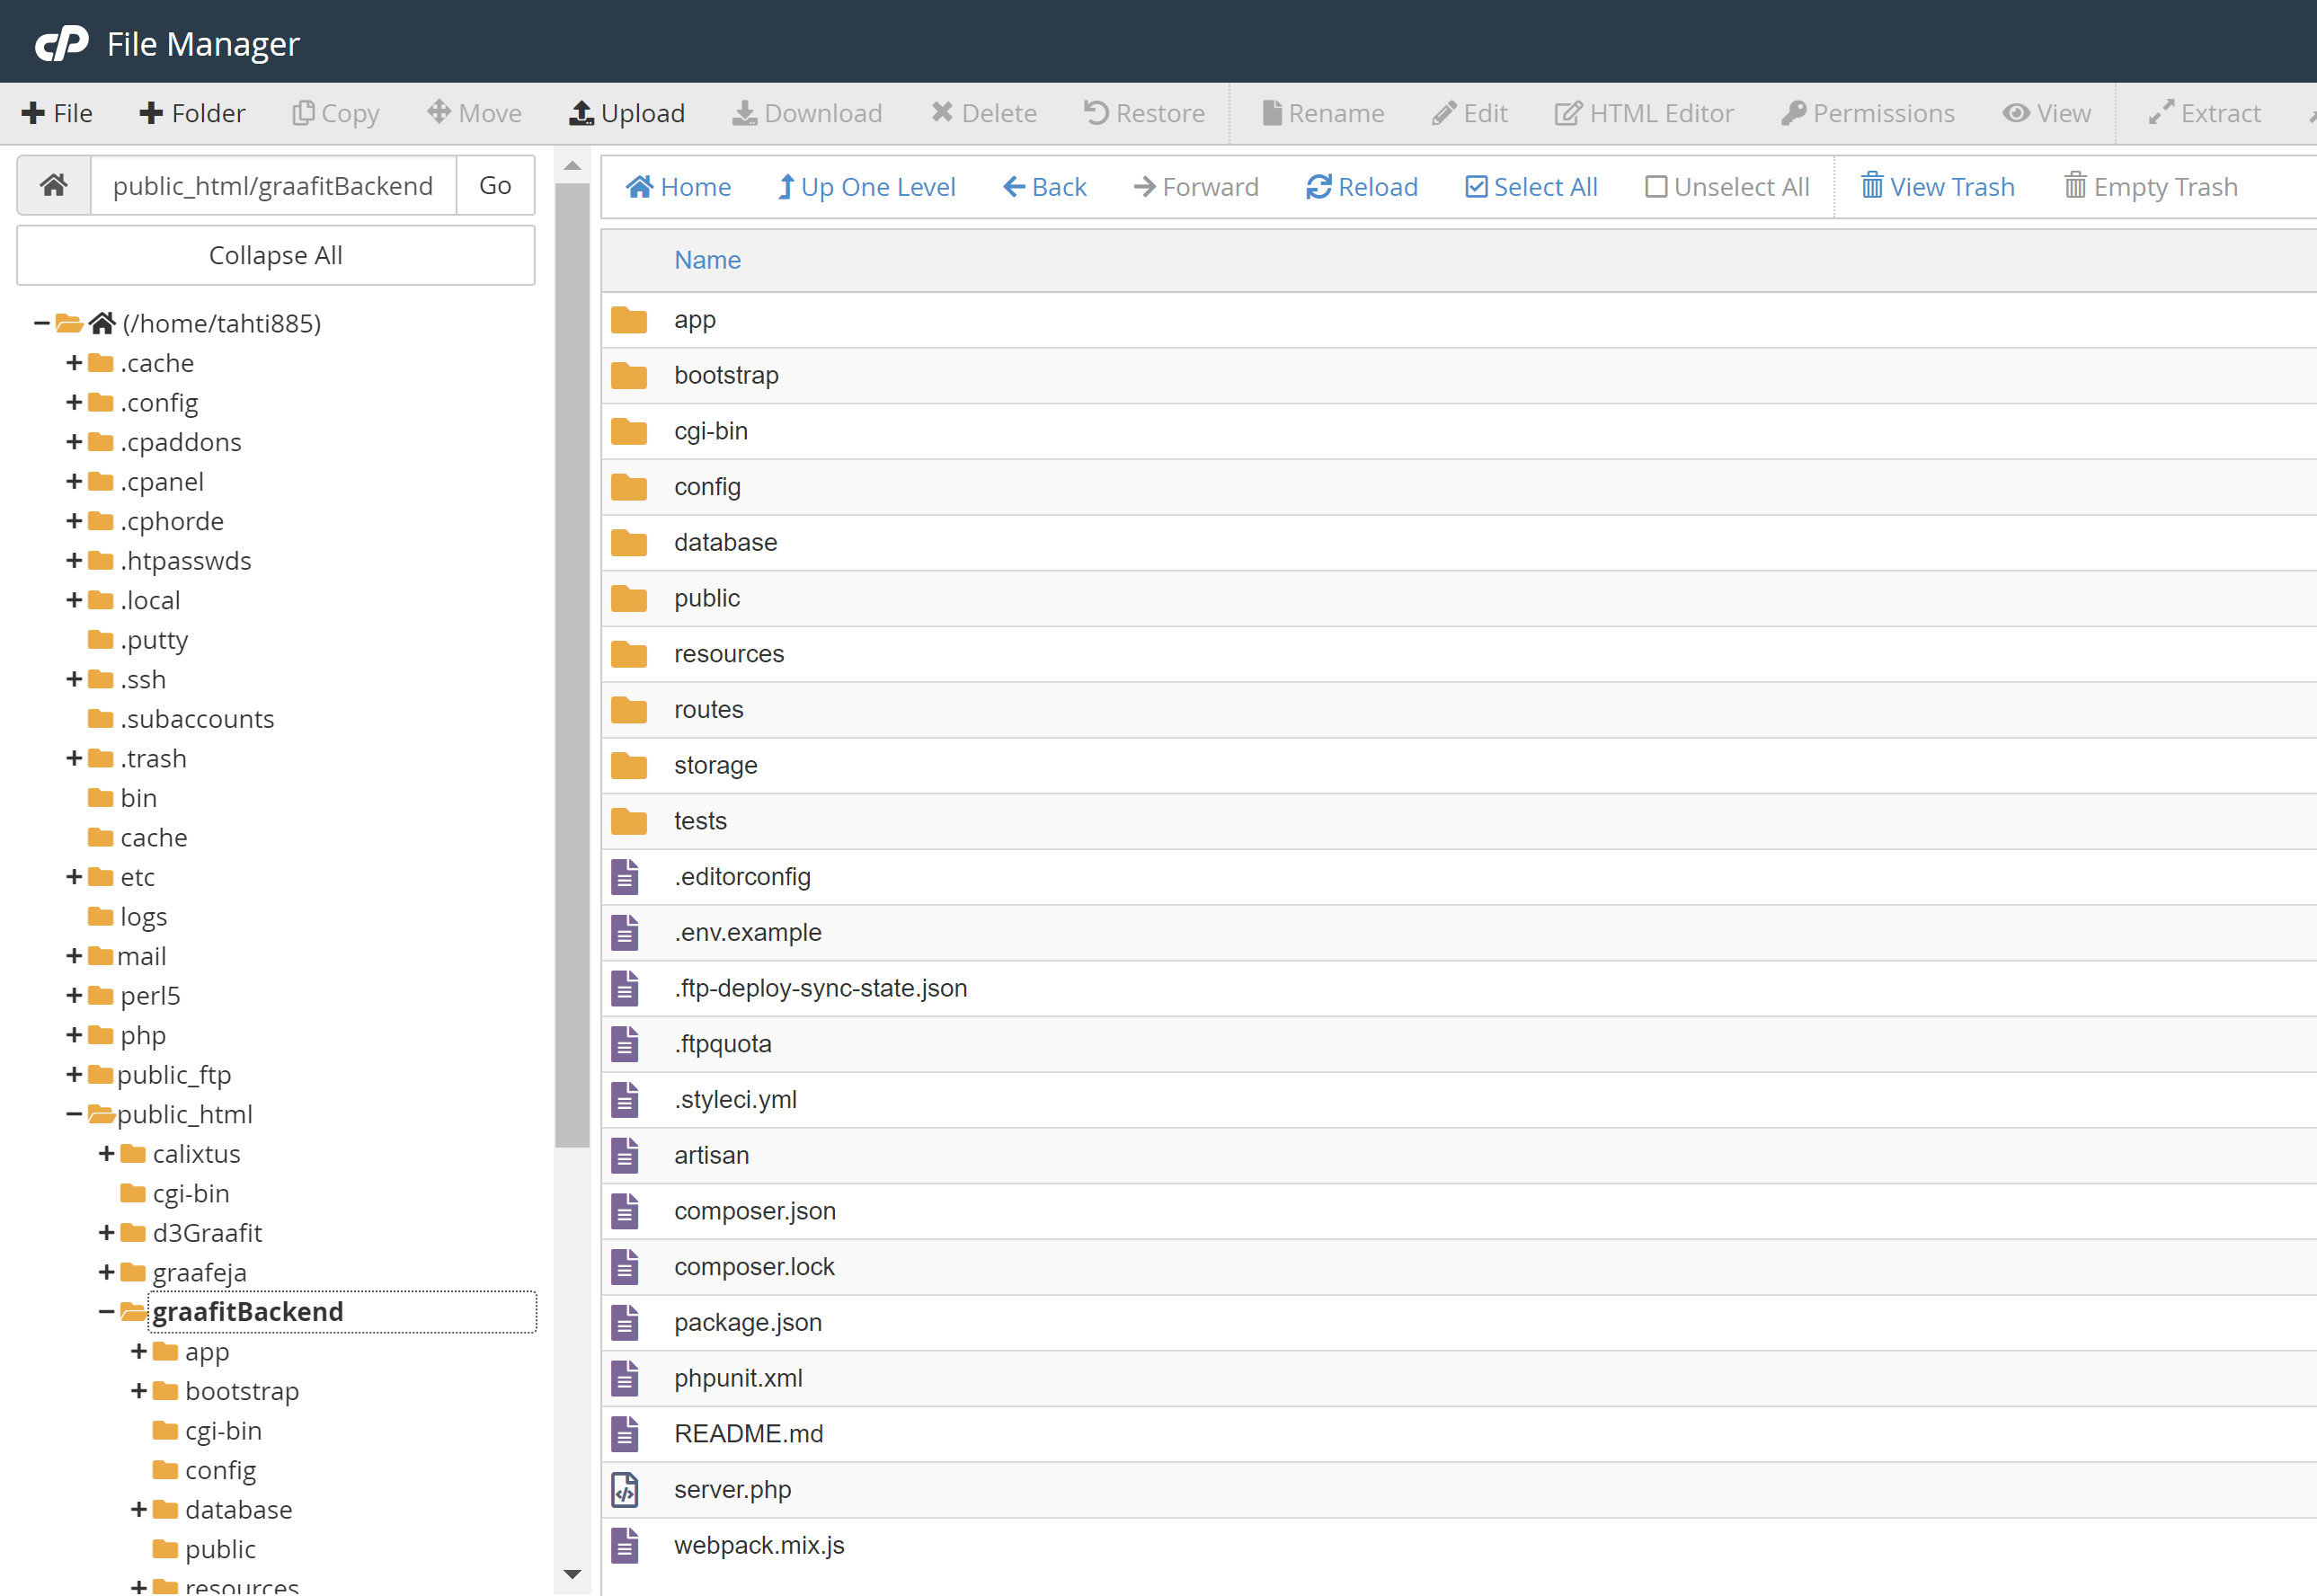 cP File Manager
File Folder Copy Move Upload Download Delete Restore Rename Edit HTML Editor Permissions View Extract
public_html/graafitBackend Go
Collapse All
(/home/tahti885)
.cache
.config
.cpaddons
.cpanel
.cphorde
.htpasswds
.local
.putty
.ssh
.subaccounts
.trash
bin
cache
etc
logs
mail
perl5
php
public_ftp
public_html
calixtus
cgi-bin
d3Graafit
graafeja
graafitBackend
app
bootstrap
cgi-bin
config
database
public
resources
Home Up One Level Back Forward Reload Select All Unselect All View Trash Empty Trash
Name
app
bootstrap
cgi-bin
config
database
public
resources
routes
storage
tests
.editorconfig
.env.example
.ftp-deploy-sync-state.json
.ftpquota
.styleci.yml
artisan
composer.json
composer.lock
package.json
phpunit.xml
README.md
server.php
webpack.mix.js